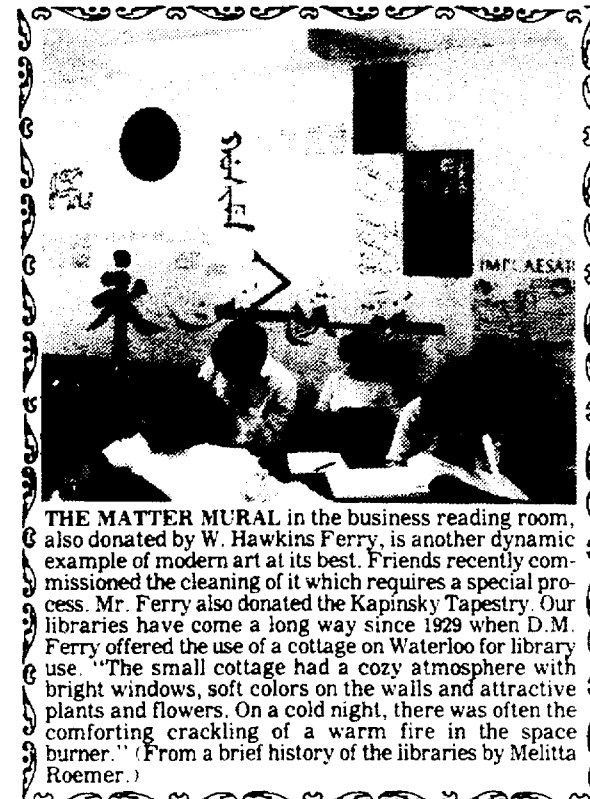 IMP CAESAR
THE MATTER MURAL in the business reading room,
also donated by W. Hawkins Ferry, is another dynamic
example of modern art at its best. Friends recently com-
missioned the cleaning of it which requires a special pro-
cess. Mr. Ferry also donated the Kapinsky Tapestry. Our
libraries have come a long way since 1929 when D.M.
Ferry offered the use of a cottage on Waterloo for library
use. "The small cottage had a cozy atmosphere with
bright windows, soft colors on the walls and attractive
plants and flowers. On a cold night, there was often the
comforting crackling of a warm fire in the space
burner." (From a brief history of the libraries by Melitta
Roemer.)